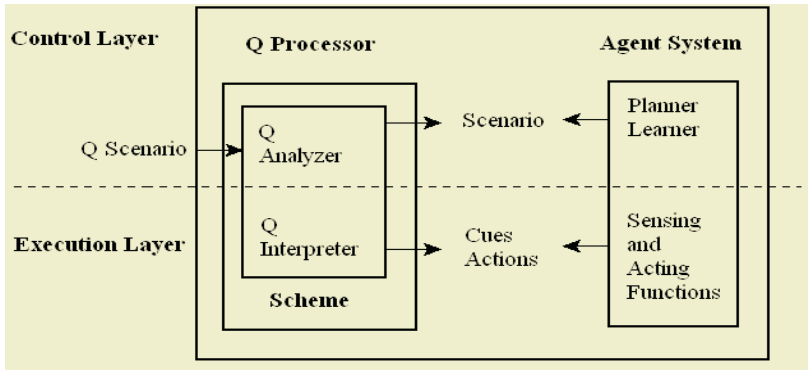 Control Layer
Q Processor
Agent System
Q Scenario
Q
Analyzer
Scenario
Planner
Learner
Execution Layer
Q
Interpreter
Cues
Actions
Sensing
and
Acting
Functions
Scheme